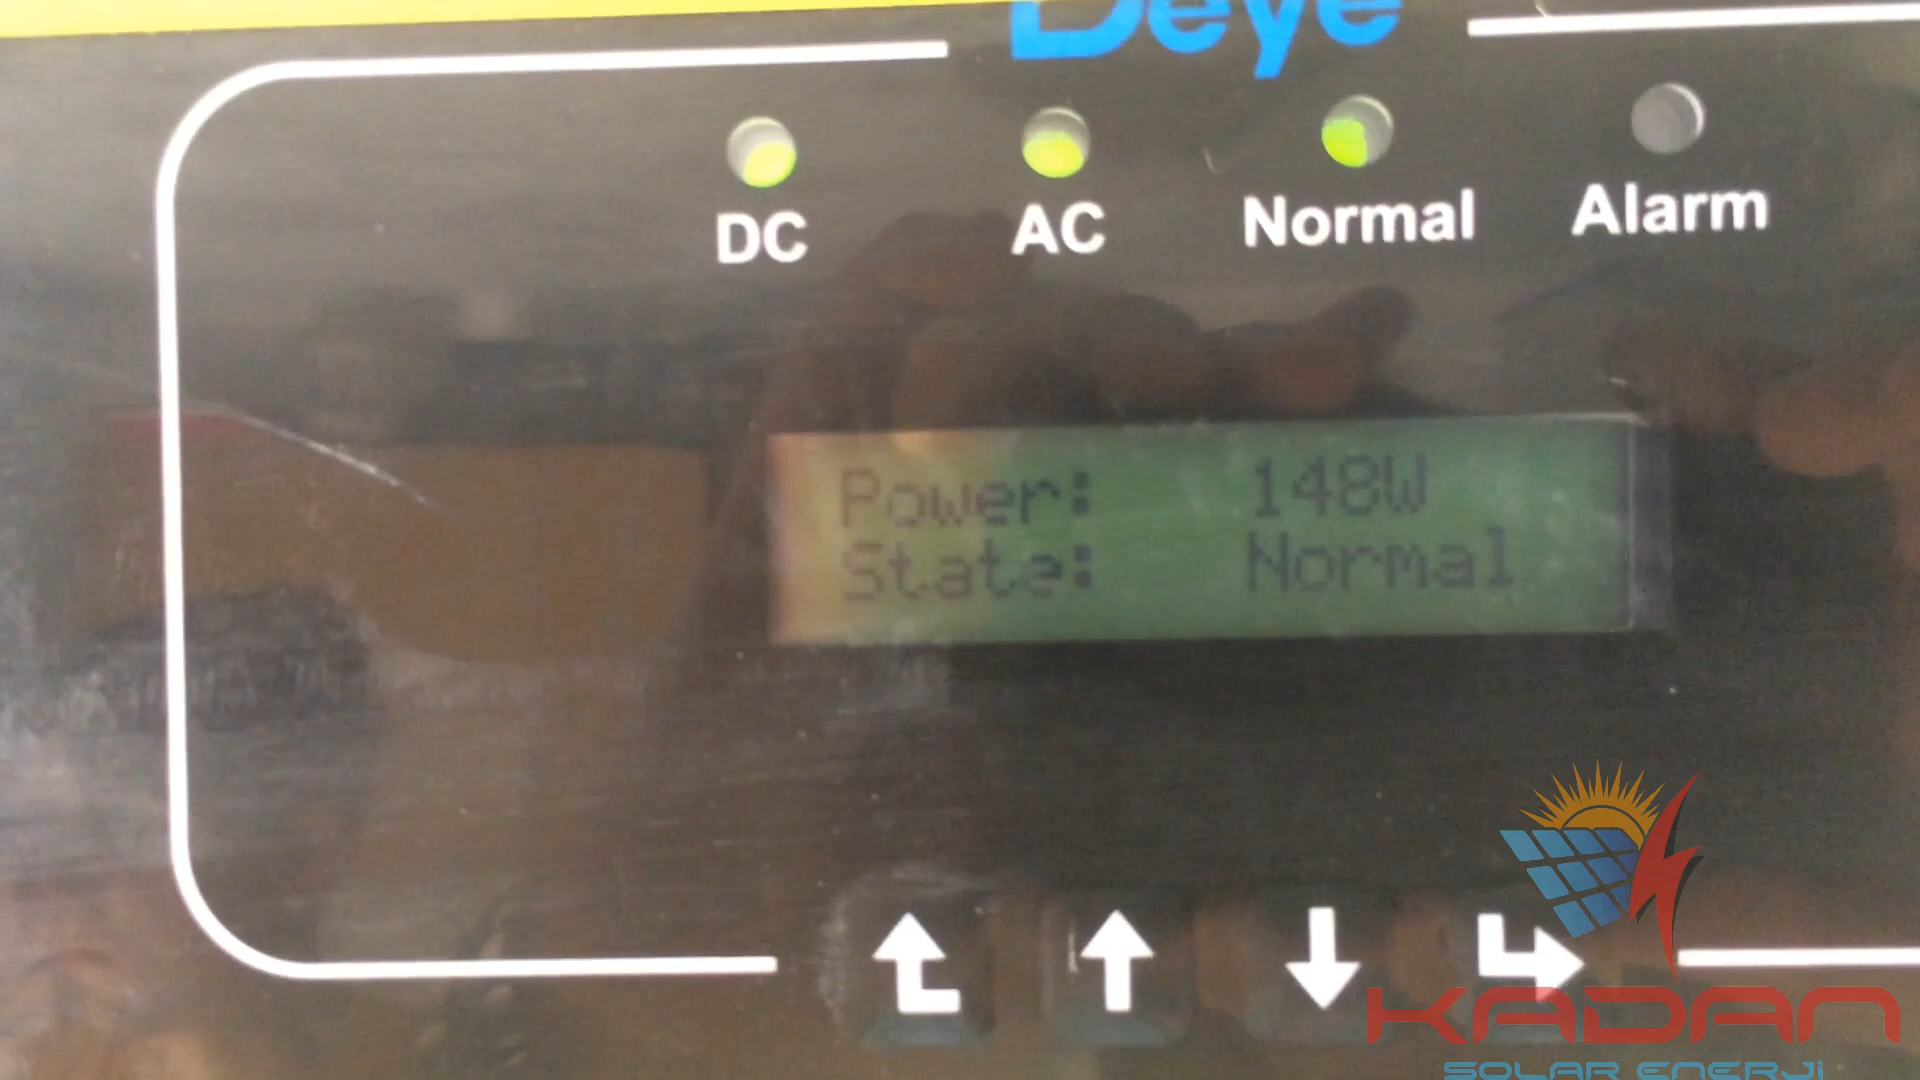 Deye
DC AC Normal Alarm
Power: 148W
State: Normal
KADAN
SOLAR ENERJİ